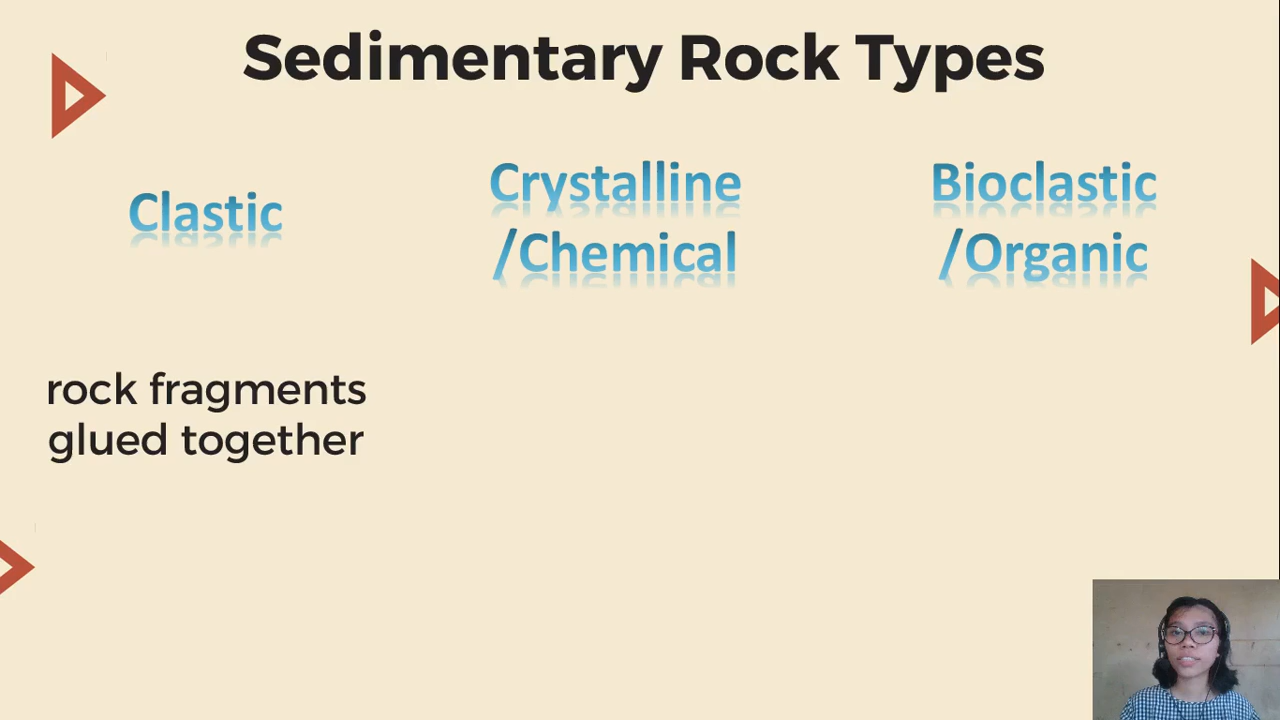 Sedimentary Rock Types
Clastic
Crystalline
/Chemical
Bioclastic
/Organic
rock fragments
glued together